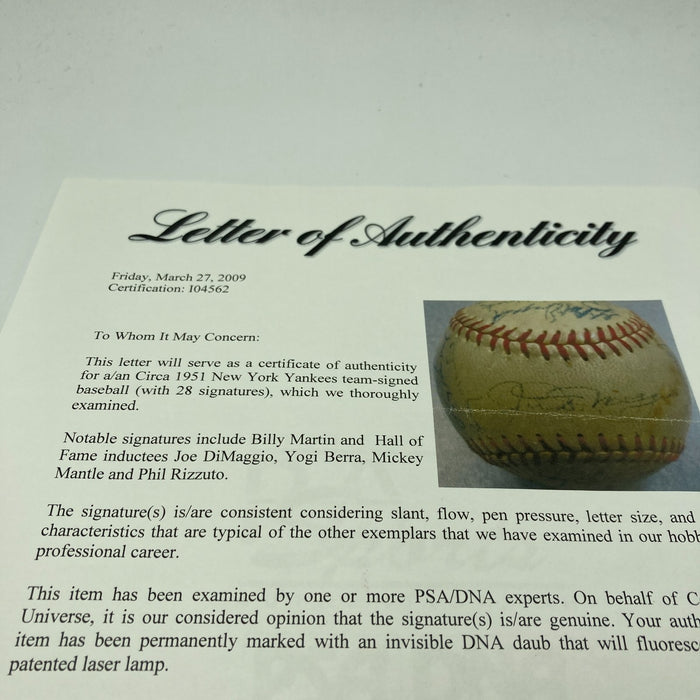 Letter of Authenticity
Friday, March 27, 2009
Certification: I04562
To Whom It May Concern:
This letter will serve as a certificate of authenticity
for a/an Circa 1951 New York Yankees team-signed
baseball (with 28 signatures), which we thoroughly
examined.
Notable signatures include Billy Martin and Hall of
Fame inductees Joe DiMaggio, Yogi Berra, Mickey
Mantle and Phil Rizzuto.
The signature(s) is/are consistent considering slant, flow, pen pressure, letter size, and
characteristics that are typical of the other exemplars that we have examined in our hobb
professional career.
This item has been examined by one or more PSA/DNA experts. On behalf of C
Universe, it is our considered opinion that the signature(s) is/are genuine. Your auth
item has been permanently marked with an invisible DNA daub that will fluoresc
patented laser lamp.